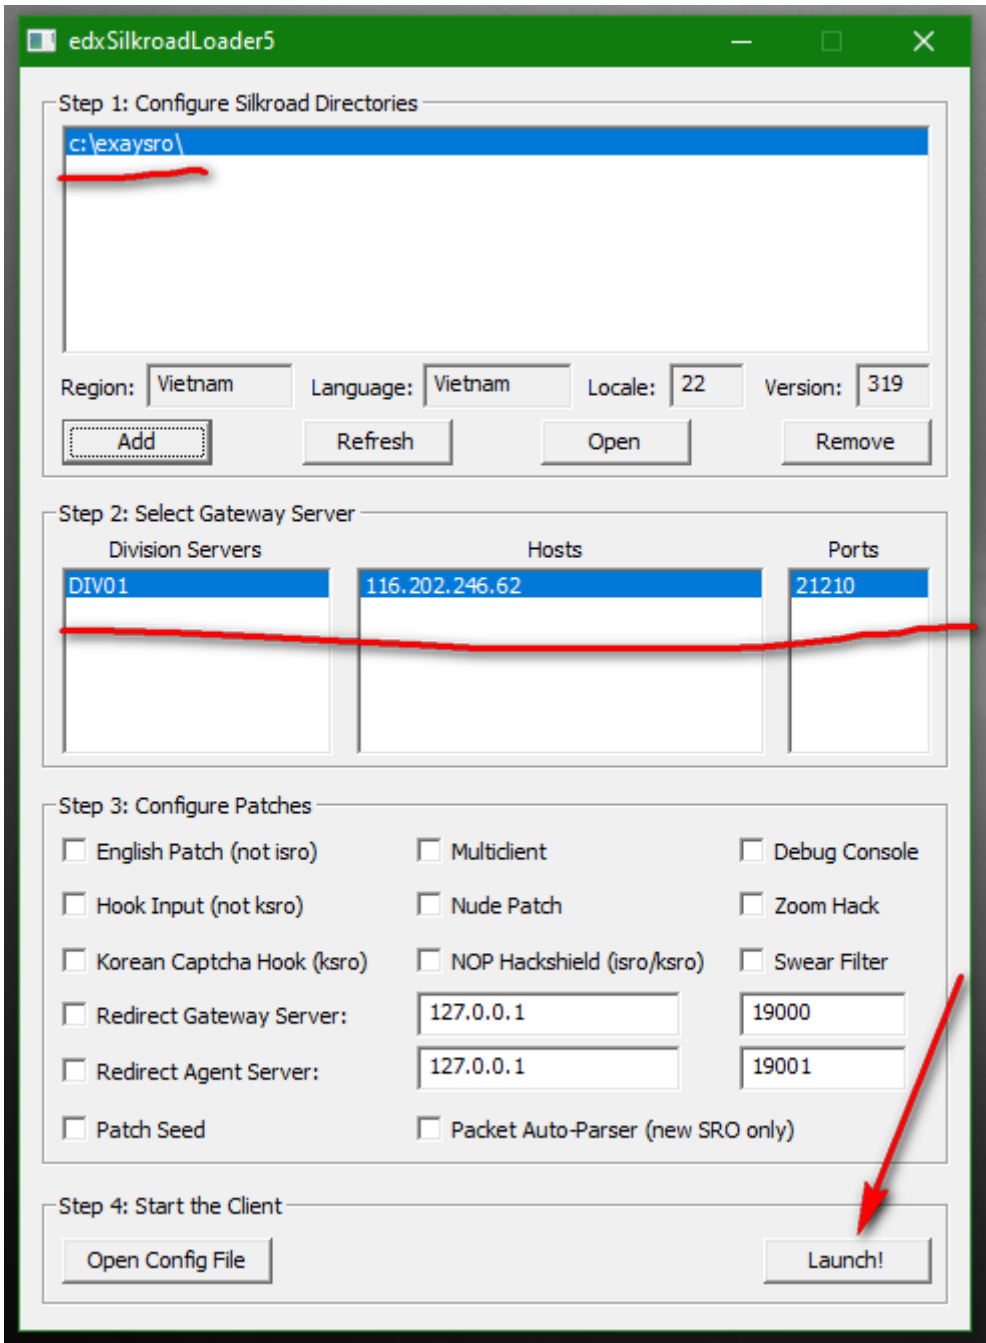 edxSilkroadLoader5
Step 1: Configure Silkroad Directories
c:\exaysro\
Region: Vietnam Language: Vietnam Locale: 22 Version: 319
Add Refresh Open Remove
Step 2: Select Gateway Server
Division Servers Hosts Ports
DIV01 116.202.246.62 21210
Step 3: Configure Patches
English Patch (not isro) Multiclient Debug Console
Hook Input (not ksro) Nude Patch Zoom Hack
Korean Captcha Hook (ksro) NOP Hackshield (isro/ksro) Swear Filter
Redirect Gateway Server: 127.0.0.1 19000
Redirect Agent Server: 127.0.0.1 19001
Patch Seed Packet Auto-Parser (new SRO only)
Step 4: Start the Client
Open Config File Launch!